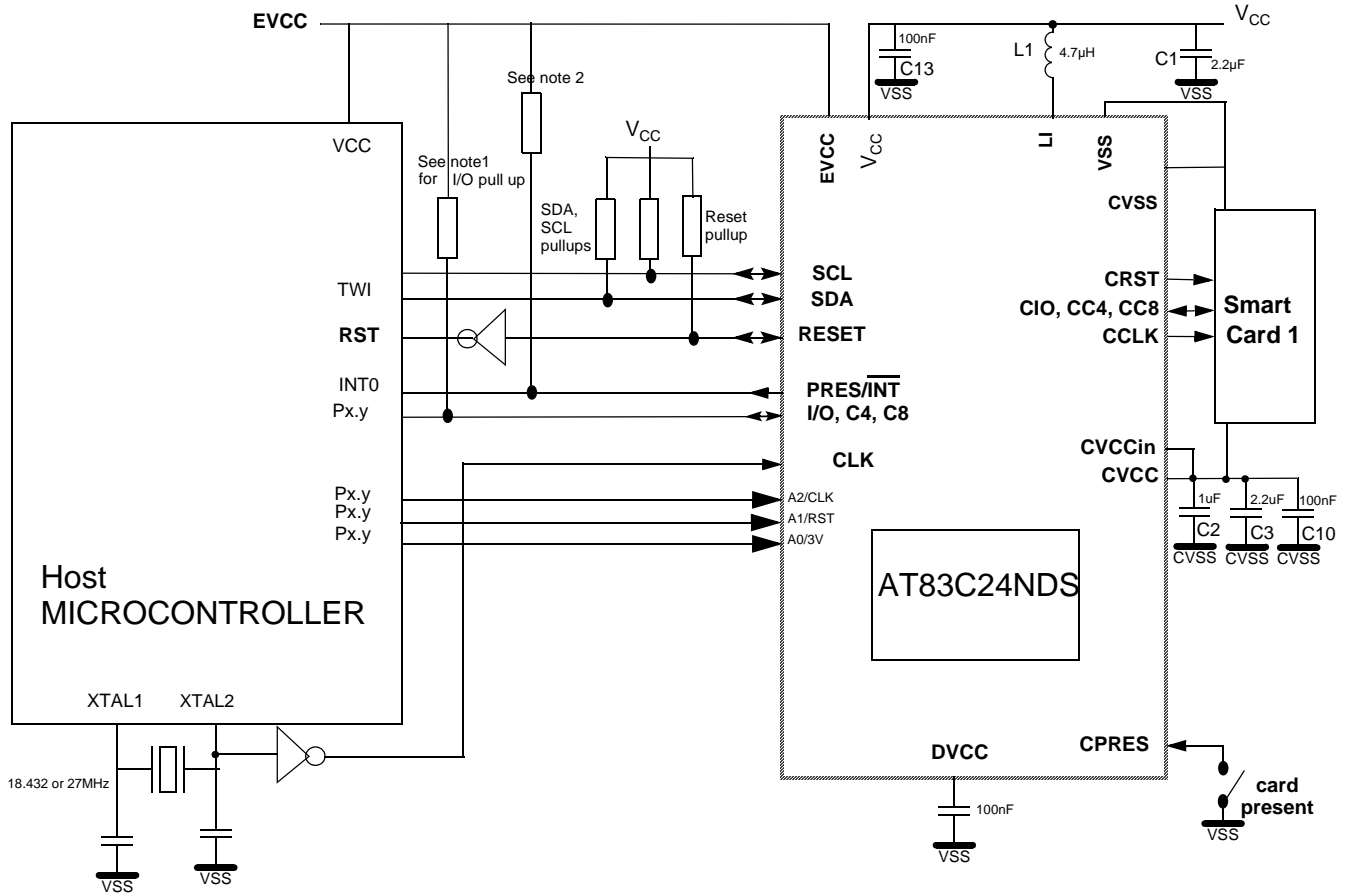 EVCC
VCC
100nF
C13
VSS
L1
4.7µH
C1
2.2µF
VSS
See note 2
VCC
See note1
for I/O pull up
VCC
SDA,
SCL
pullups
Reset
pullup
EVCC
VCC
LI
VSS
CVSS
TWI
RST
INT0
Px.y
Px.y
Px.y
Px.y
SCL
SDA
RESET
PRES/INT
I/O, C4, C8
CLK
A2/CLK
A1/RST
A0/3V
CRST
CIO, CC4, CC8
CCLK
Smart
Card 1
CVCCin
CVCC
1uF
C2
CVSS
2.2uF
C3
CVSS
100nF
C10
CVSS
Host
MICROCONTROLLER
AT83C24NDS
XTAL1
XTAL2
18.432 or 27MHz
VSS
VSS
DVCC
100nF
VSS
CPRES
card
present
VSS